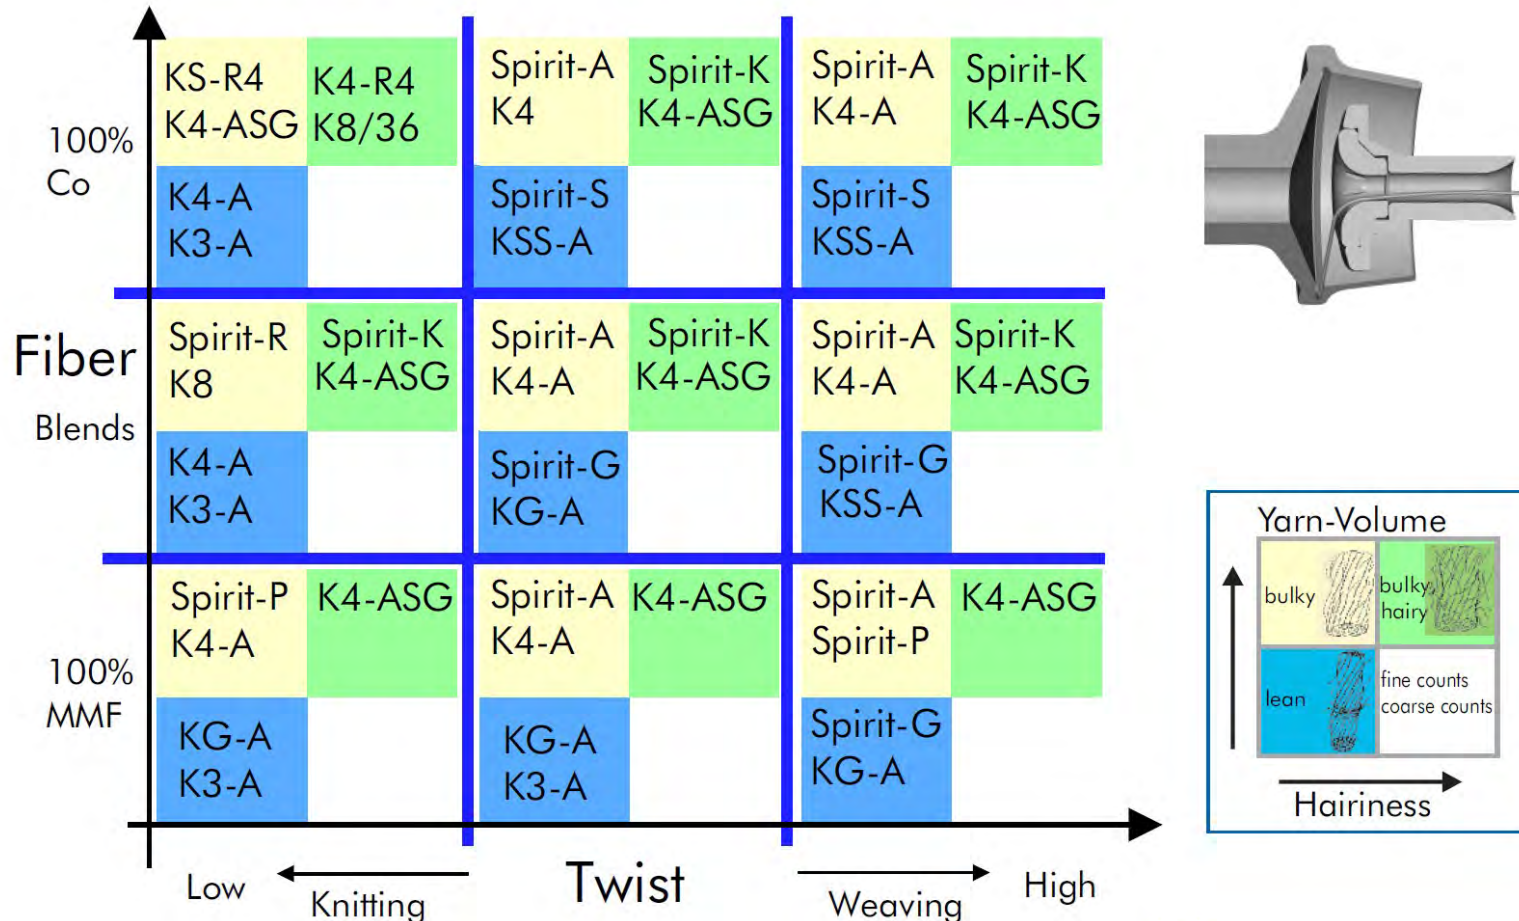 KS-R4
K4-ASG
K4-R4
K8/36
Spirit-A
K4
Spirit-K
K4-ASG
Spirit-A
K4-A
Spirit-K
K4-ASG
100%
Co
K4-A
K3-A
Spirit-S
KSS-A
Spirit-S
KSS-A
Fiber
Blends
Spirit-R
K8
Spirit-K
K4-ASG
Spirit-A
K4-A
Spirit-K
K4-ASG
Spirit-A
K4-A
Spirit-K
K4-ASG
K4-A
K3-A
Spirit-G
KG-A
Spirit-G
KSS-A
100%
MMF
Spirit-P
K4-A
K4-ASG
Spirit-A
K4-A
K4-ASG
Spirit-A
Spirit-P
K4-ASG
KG-A
K3-A
KG-A
K3-A
Spirit-G
KG-A
Low
Knitting
Twist
Weaving
High
Yarn-Volume
bulky
bulky
hairy
lean
fine counts
coarse counts
Hairiness